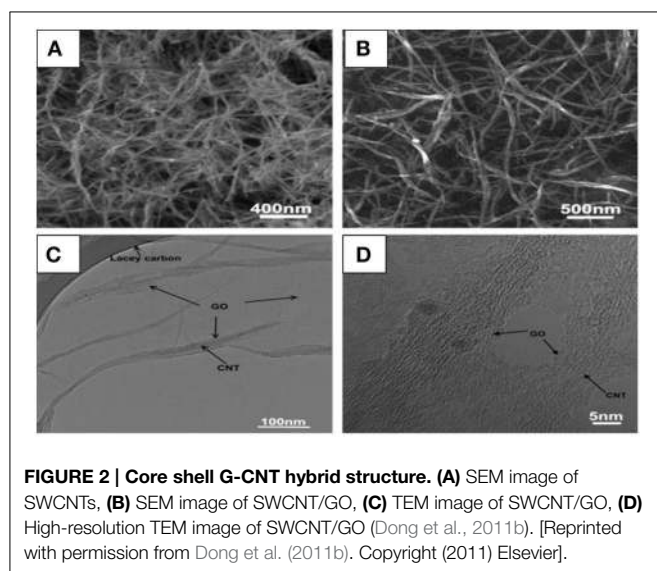 A
B
400nm
500nm
C
D
Lacey carbon
GO
GO
CNT
CNT
100nm
5nm
FIGURE 2 | Core shell G-CNT hybrid structure. (A) SEM image of
SWCNTs, (B) SEM image of SWCNT/GO, (C) TEM image of SWCNT/GO, (D)
High-resolution TEM image of SWCNT/GO (Dong et al., 2011b). [Reprinted
with permission from Dong et al. (2011b). Copyright (2011) Elsevier].